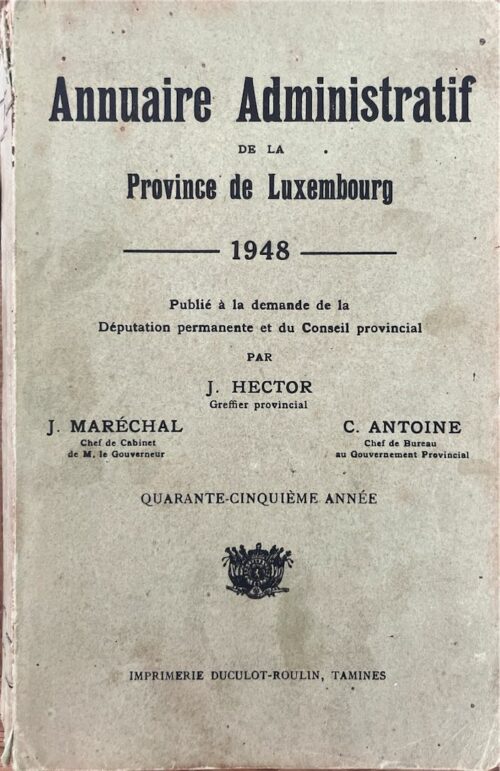 Annuaire Administratif
DE LA
Province de Luxembourg
1948
Publié à la demande de la
Députation permanente et du Conseil provincial
PAR
J. HECTOR
Greffier provincial
J. MARÉCHAL
Chef de Cabinet
de M. le Gouverneur
C. ANTOINE
Chef de Bureau
au Gouvernement Provincial
QUARANTE-CINQUIÈME ANNÉE
IMPRIMERIE DUCULOT-ROULIN, TAMINES